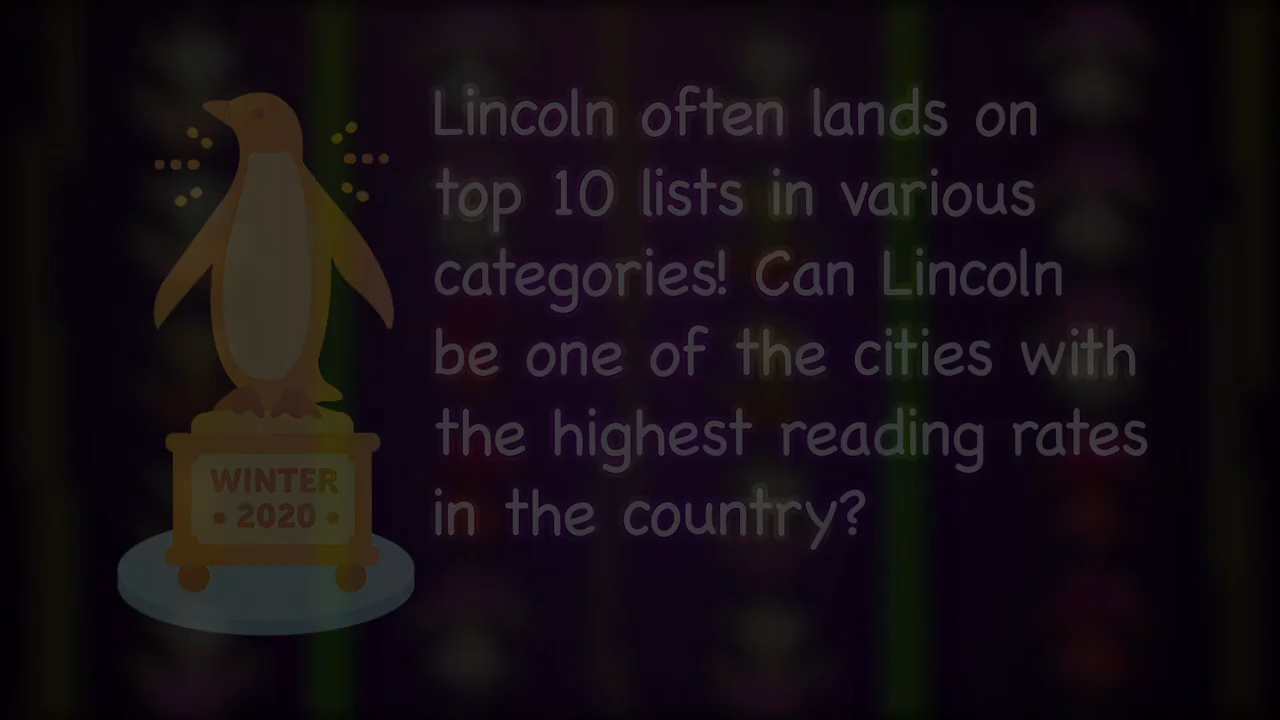 Lincoln often lands on
top 10 lists in various
categories! Can Lincoln
be one of the cities with
the highest reading rates
in the country?
WINTER
• 2020 •